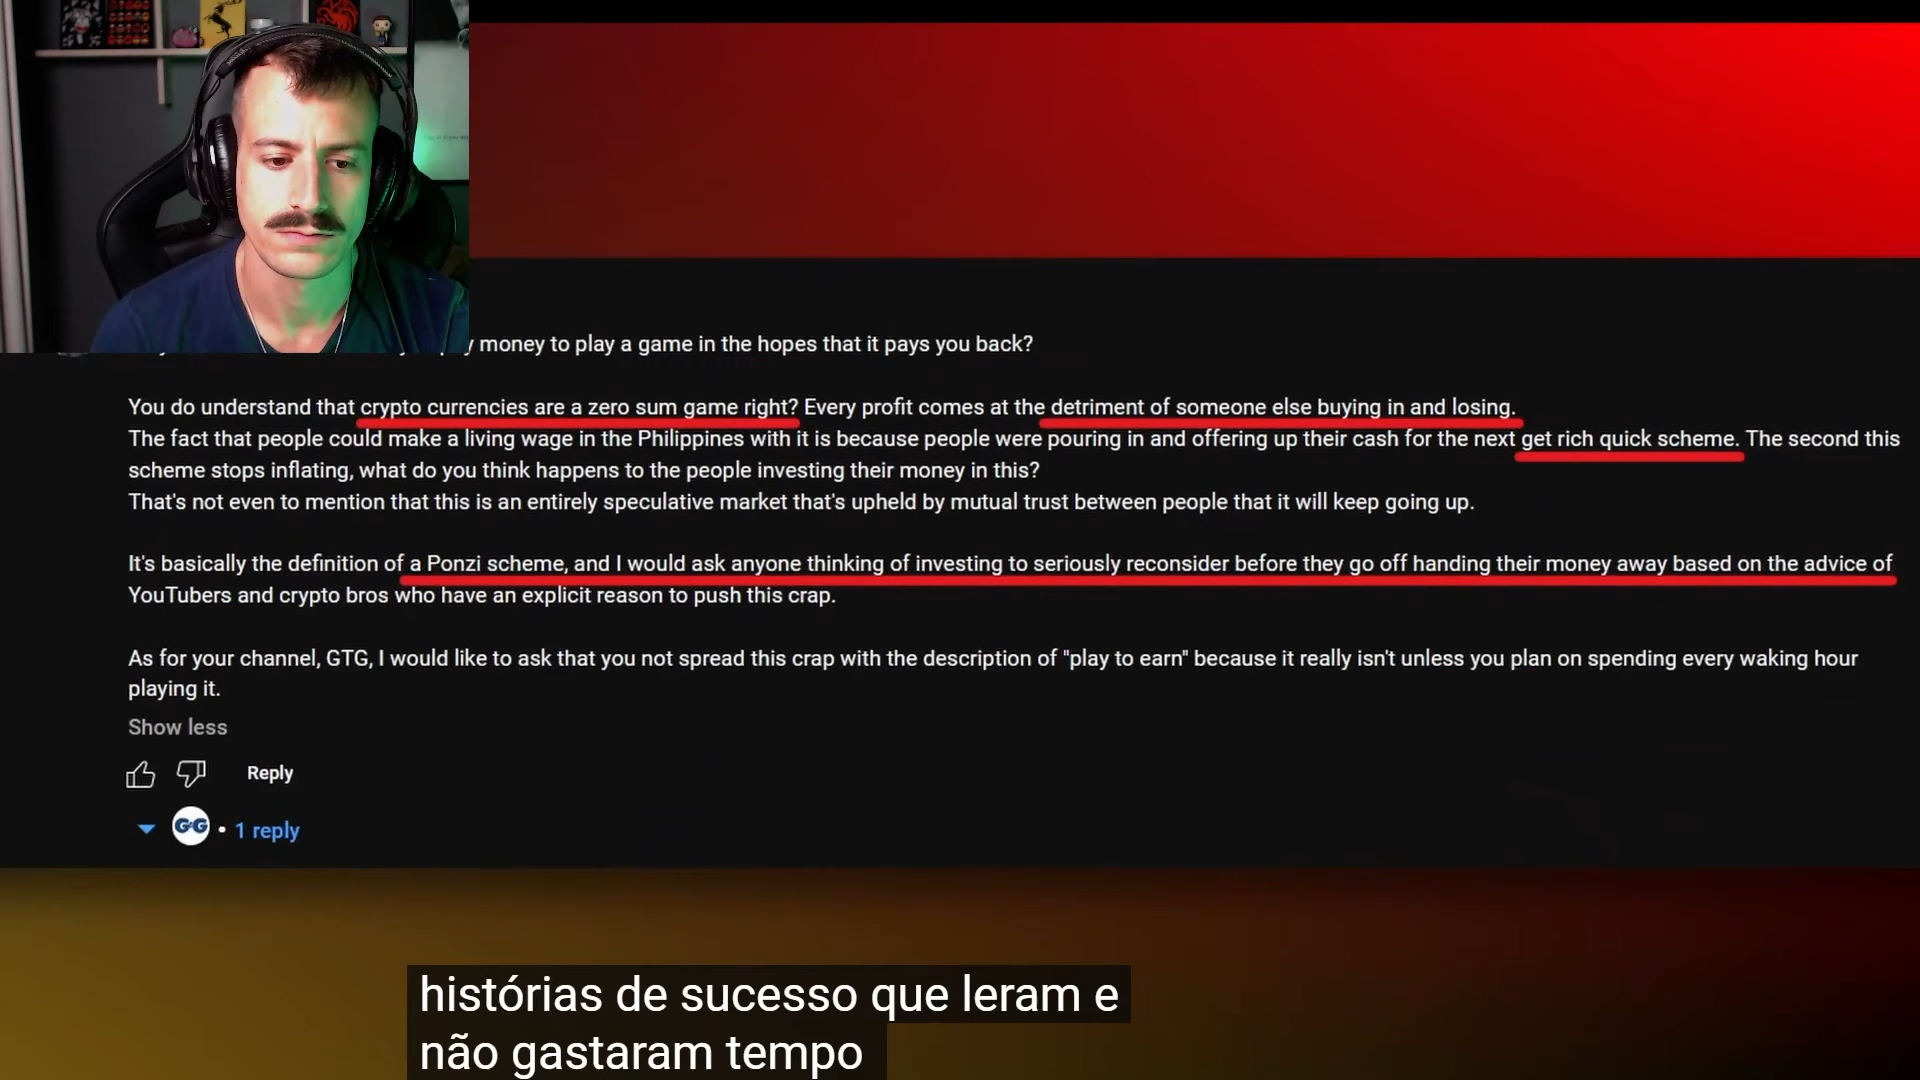 money to play a game in the hopes that it pays you back?
You do understand that crypto currencies are a zero sum game right? Every profit comes at the detriment of someone else buying in and losing.
The fact that people could make a living wage in the Philippines with it is because people were pouring in and offering up their cash for the next get rich quick scheme. The second this
scheme stops inflating, what do you think happens to the people investing their money in this?
That's not even to mention that this is an entirely speculative market that's upheld by mutual trust between people that it will keep going up.
It's basically the definition of a Ponzi scheme, and I would ask anyone thinking of investing to seriously reconsider before they go off handing their money away based on the advice of
YouTubers and crypto bros who have an explicit reason to push this crap.
As for your channel, GTG, I would like to ask that you not spread this crap with the description of "play to earn" because it really isn't unless you plan on spending every waking hour
playing it.
Show less
Reply
1 reply
histórias de sucesso que leram e
não gastaram tempo